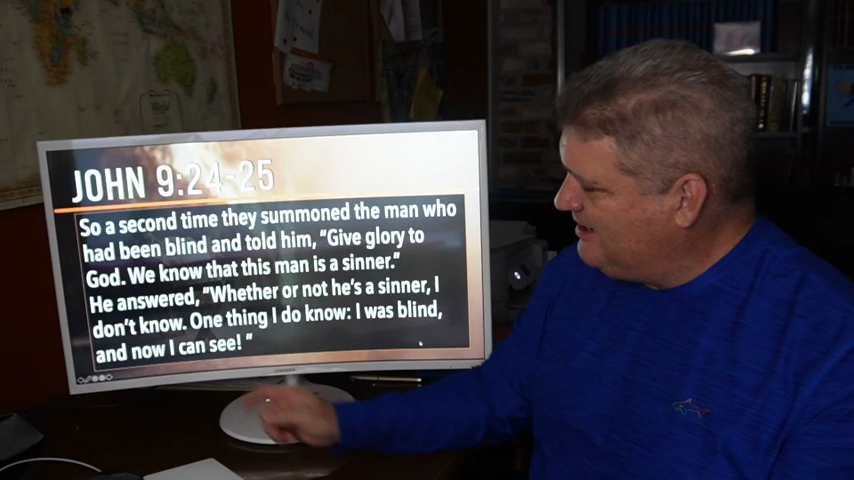 JOHN 9:24-25
So a second time they summoned the man who
had been blind and told him, “Give glory to
God. We know that this man is a sinner.”
He answered, “Whether or not he’s a sinner, I
don’t know. One thing I do know: I was blind,
and now I can see! ”